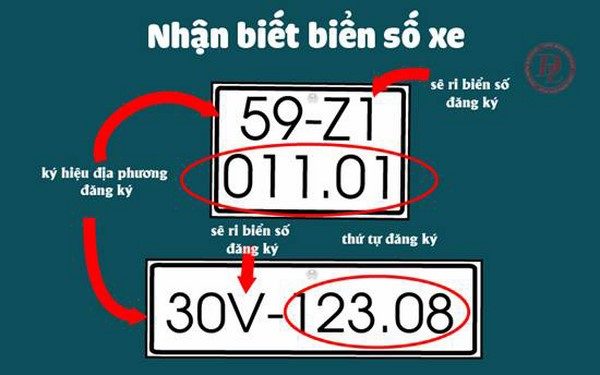 Nhận biết biển số xe
sê ri biển số
đăng ký
59-Z1
011.01
ký hiệu địa phương
đăng ký
sê ri biển số
đăng ký
thứ tự đăng ký
30V-123.08